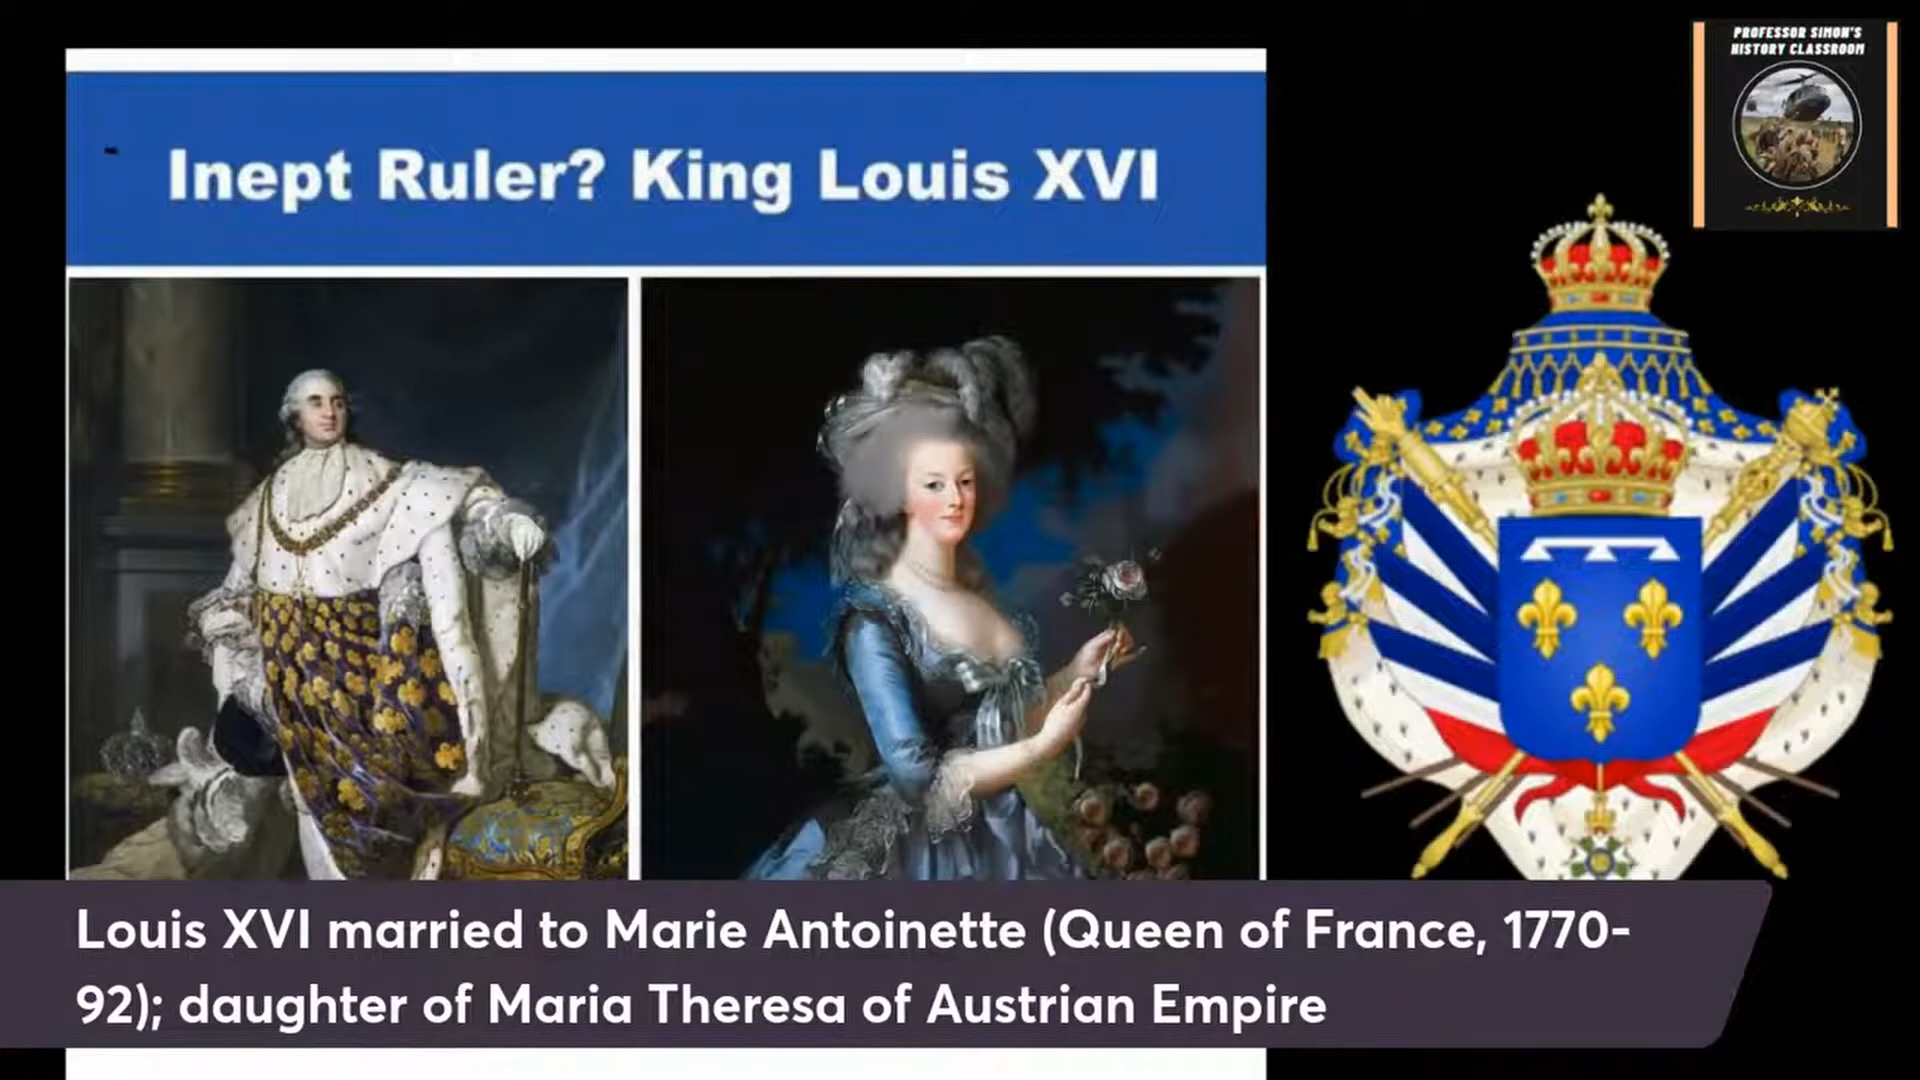 PROFESSOR SIMON'S
HISTORY CLASSROOM
Inept Ruler? King Louis XVI
Louis XVI married to Marie Antoinette (Queen of France, 1770-
92); daughter of Maria Theresa of Austrian Empire